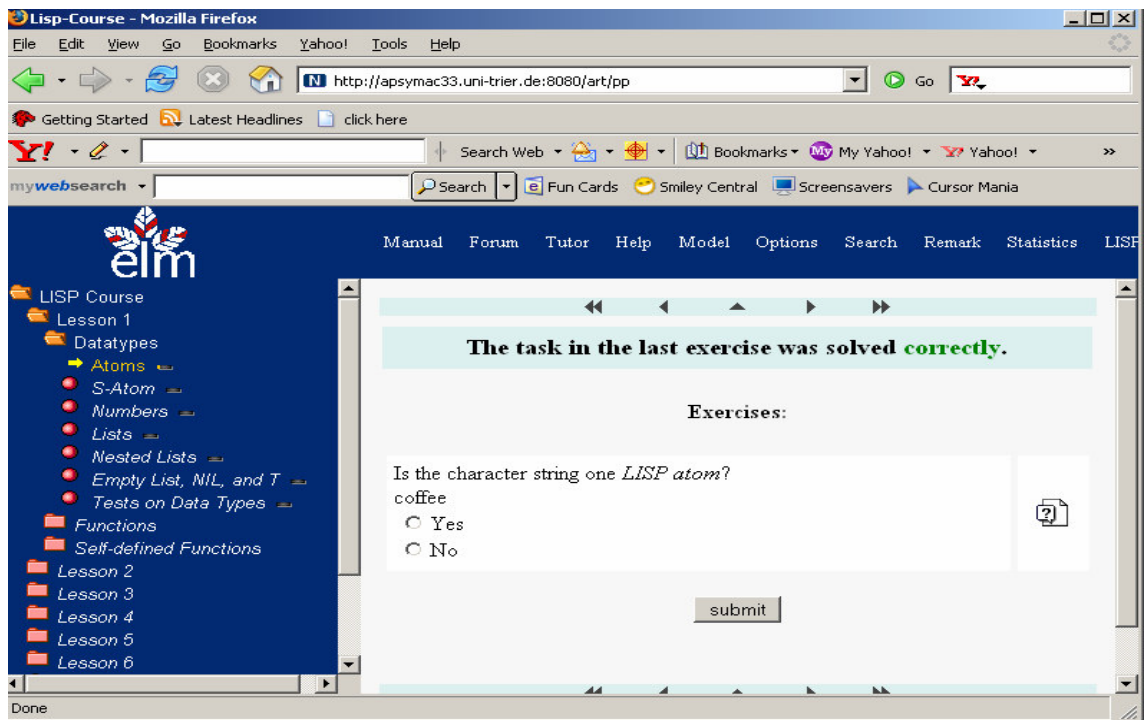 Lisp-Course - Mozilla Firefox
File Edit View Go Bookmarks Yahoo! Tools Help
N http://apsymac33.uni-trier.de:8080/art/pp Go Y!
Getting Started Latest Headlines click here
Y! Search Web Bookmarks My My Yahoo! Y! Yahoo! »
mywebsearch Search Fun Cards Smiley Central Screensavers Cursor Mania
elm
Manual Forum Tutor Help Model Options Search Remark Statistics LISP
LISP Course
Lesson 1
Datatypes
Atoms
S-Atom
Numbers
Lists
Nested Lists
Empty List, NIL, and T
Tests on Data Types
Functions
Self-defined Functions
Lesson 2
Lesson 3
Lesson 4
Lesson 5
Lesson 6
The task in the last exercise was solved correctly.
Exercises:
Is the character string one LISP atom?
coffee
Yes
No
submit
Done